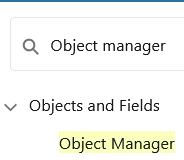 Object manager
Objects and Fields
Object Manager